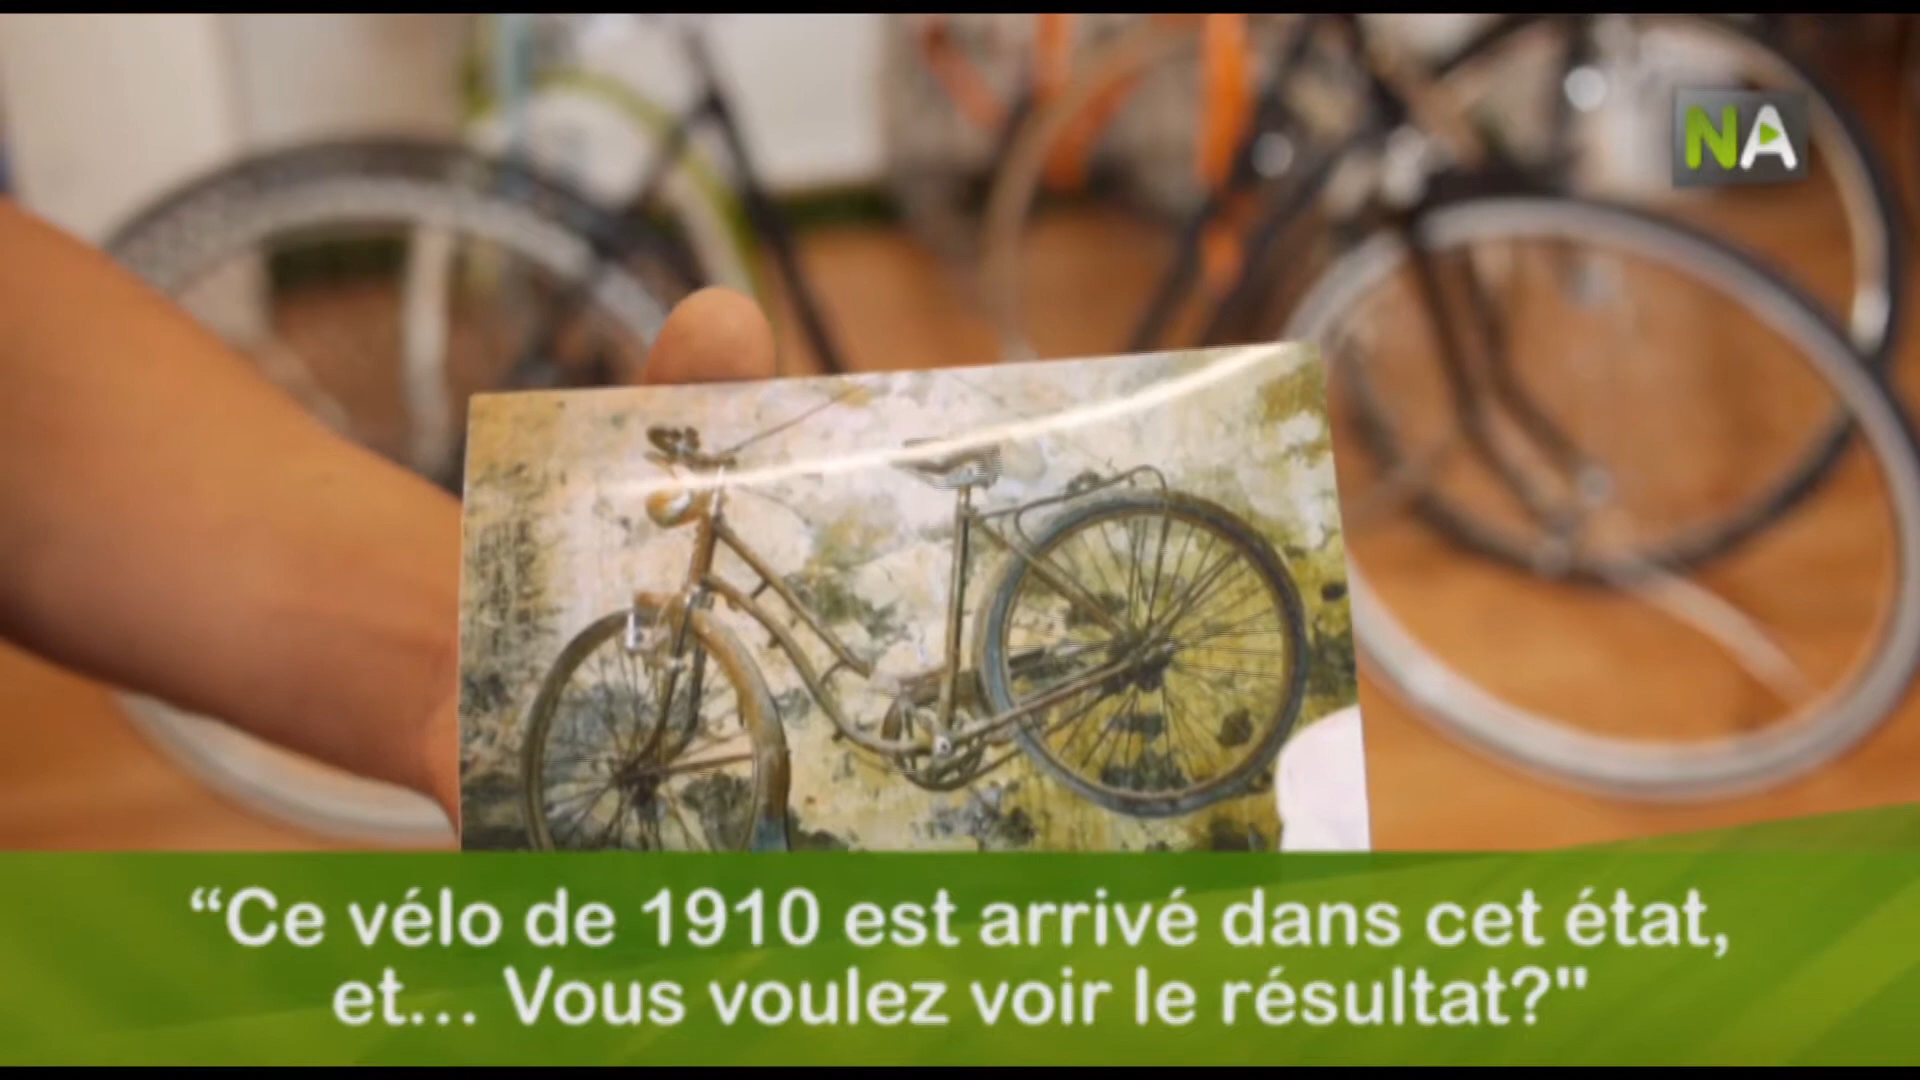 NA
“Ce vélo de 1910 est arrivé dans cet état,
et... Vous voulez voir le résultat?"